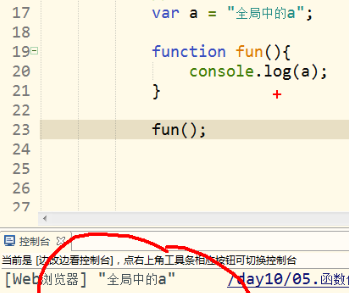 17 var a = "全局中的a";
18
19 function fun(){
20 console.log(a);
21 }
22
23 fun();
24
25
26
27
控制台
当前是 [边改边看控制台]，点右上角工具条相应按钮可切换控制台
[Web浏览器] "全局中的a" /day10/05.函数